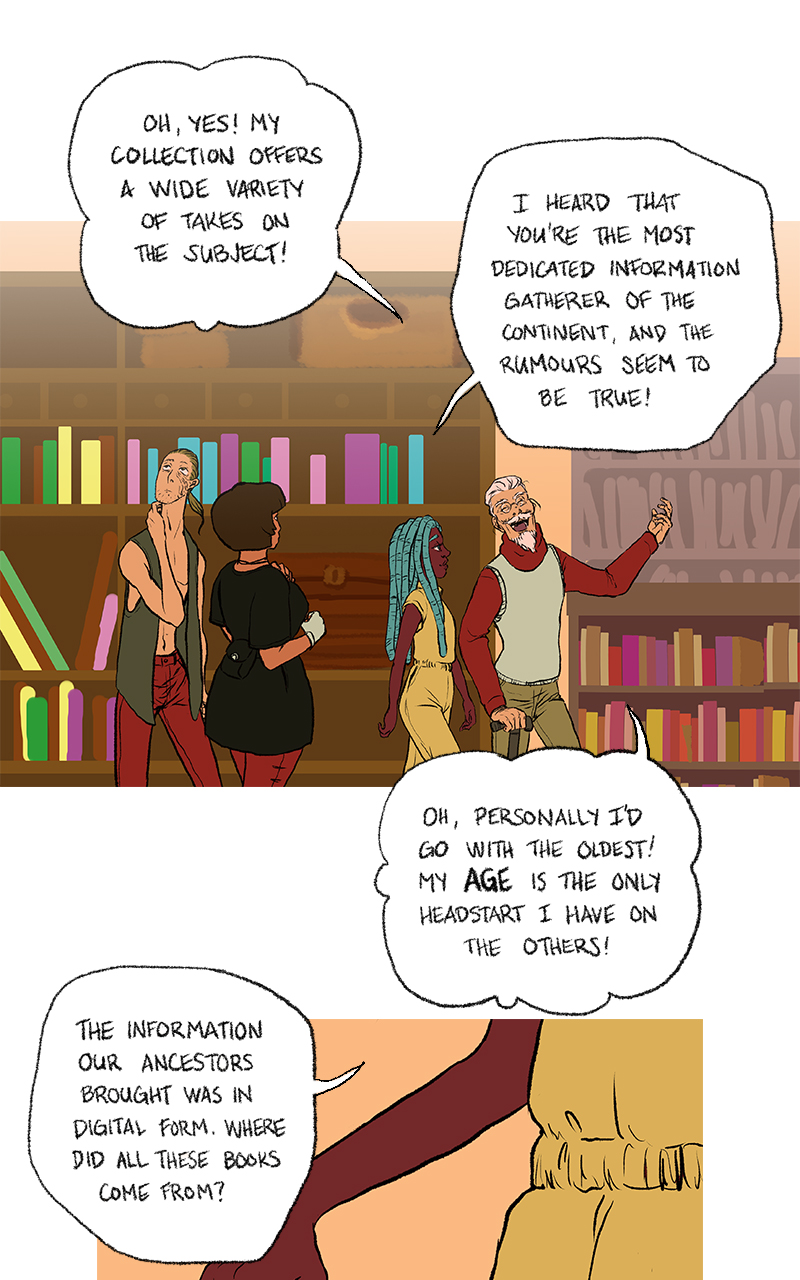 OH, YES! MY
COLLECTION OFFERS
A WIDE VARIETY
OF TAKES ON
THE SUBJECT!
I HEARD THAT
YOU'RE THE MOST
DEDICATED INFORMATION
GATHERER OF THE
CONTINENT, AND THE
RUMOURS SEEM TO
BE TRUE!
OH, PERSONALLY I'D
GO WITH THE OLDEST!
MY AGE IS THE ONLY
HEADSTART I HAVE ON
THE OTHERS!
THE INFORMATION
OUR ANCESTORS
BROUGHT WAS IN
DIGITAL FORM. WHERE
DID ALL THESE BOOKS
COME FROM?